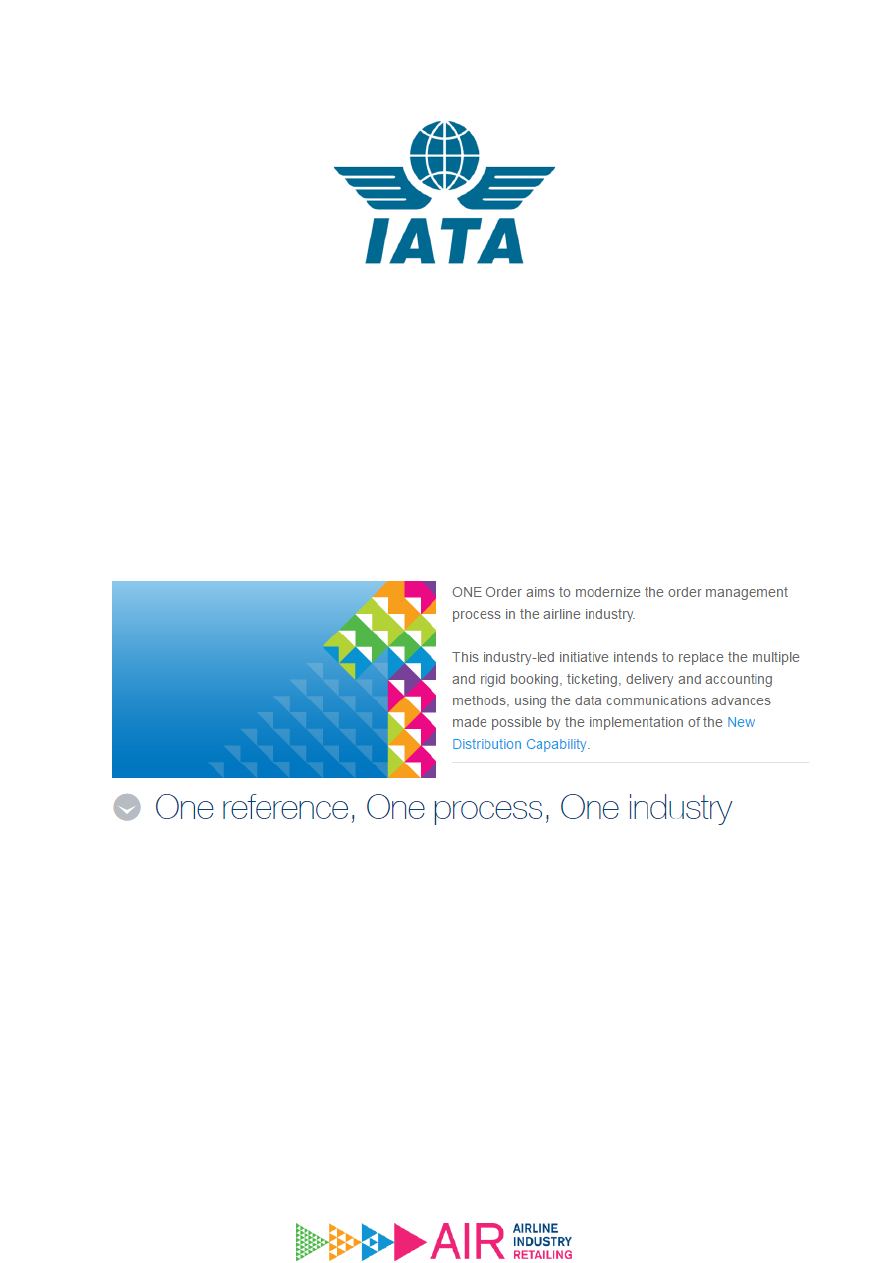 IATA
ONE Order aims to modernize the order management
process in the airline industry.
This industry-led initiative intends to replace the multiple
and rigid booking, ticketing, delivery and accounting
methods, using the data communications advances
made possible by the implementation of the New
Distribution Capability.
One reference, One process, One industry
AIR
AIRLINE
INDUSTRY
RETAILING